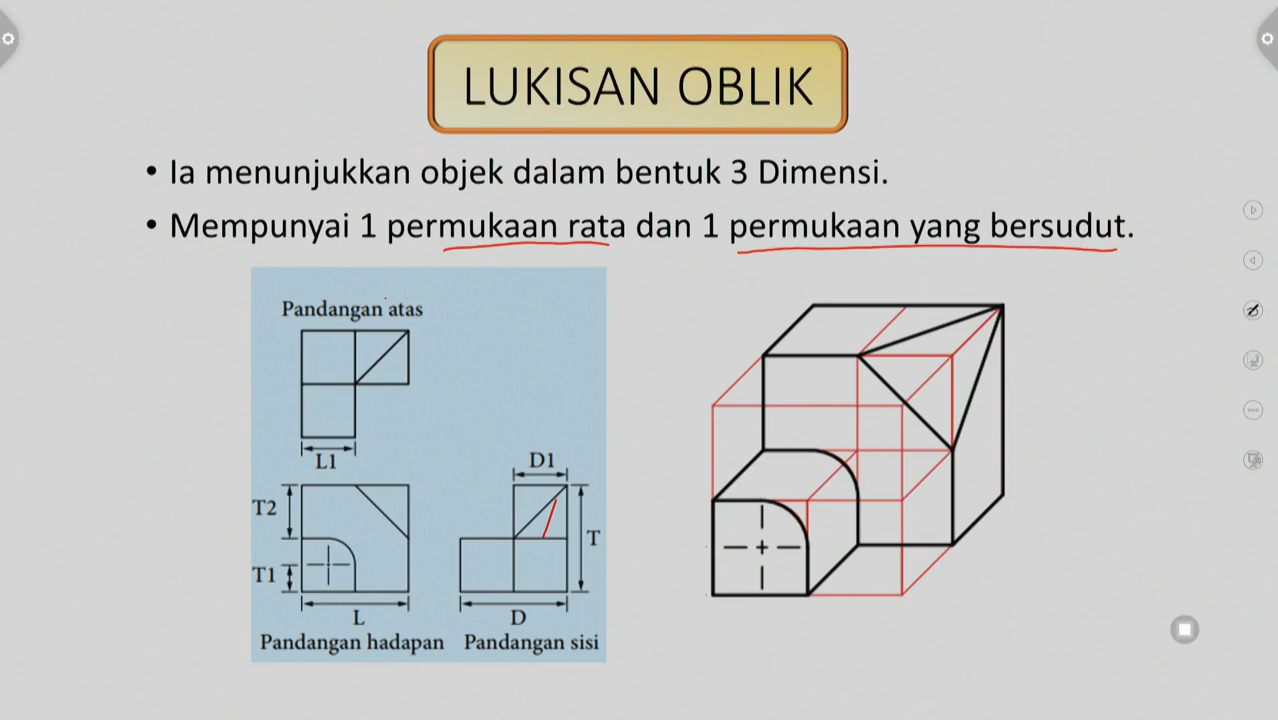 LUKISAN OBLIK
• Ia menunjukkan objek dalam bentuk 3 Dimensi.
• Mempunyai 1 permukaan rata dan 1 permukaan yang bersudut.
Pandangan atas
L1
D1
T2
T
T1
L
D
Pandangan hadapan
Pandangan sisi